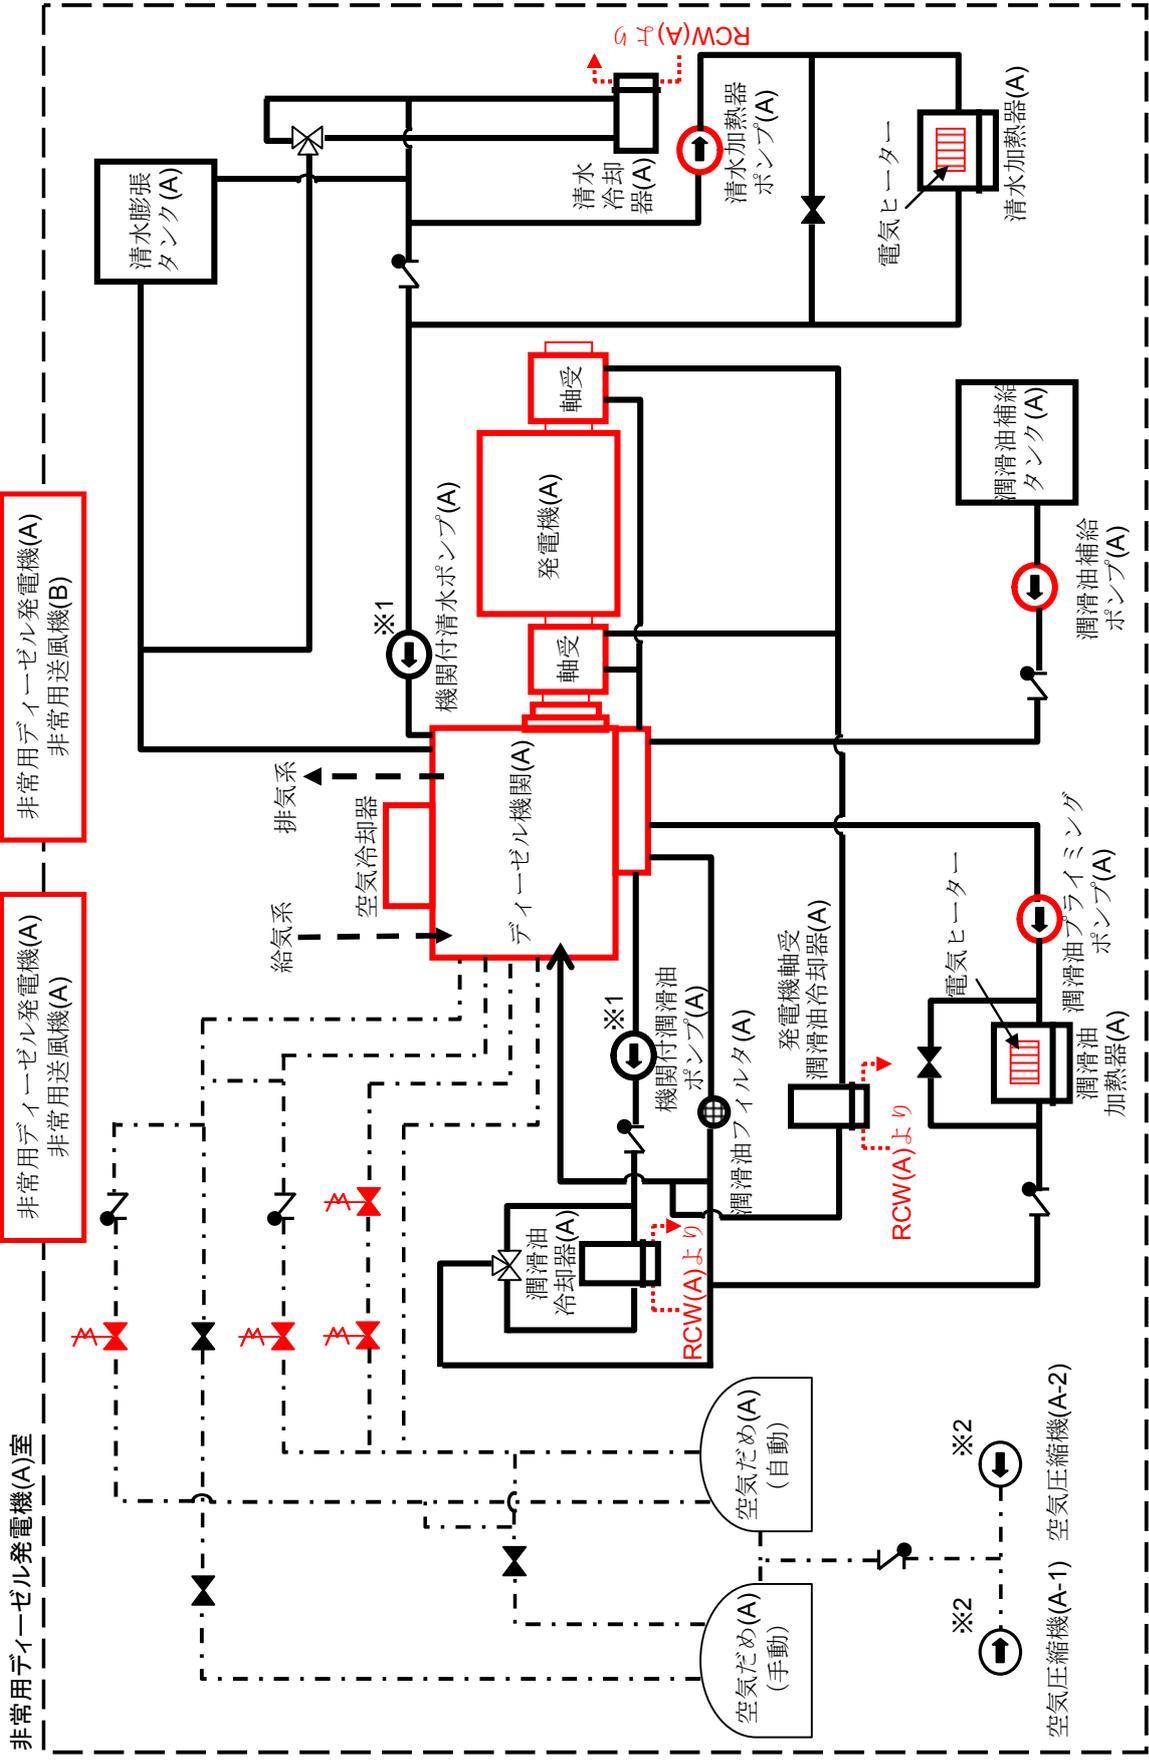 非常用ディーゼル発電機(A)室
非常用ディーゼル発電機(A)
非常用送風機(A)
非常用ディーゼル発電機(A)
非常用送風機(B)
清水膨張
タンク(A)
給気系
排気系
空気冷却器
ディーゼル機関(A)
※1
機関付清水ポンプ(A)
軸受
発電機(A)
軸受
清水
冷却
器(A)
RCW(A)より
清水加熱器
ポンプ(A)
電気ヒーター
清水加熱器(A)
潤滑油
冷却器(A)
RCW(A)より
※1
機関付潤滑油
ポンプ(A)
潤滑油フィルタ(A)
発電機軸受
潤滑油冷却器(A)
RCW(A)より
電気ヒーター
潤滑油
加熱器(A)
潤滑油プライミング
ポンプ(A)
潤滑油補給
ポンプ(A)
潤滑油補給
タンク(A)
空気だめ(A)
(手動)
空気だめ(A)
(自動)
※2
※2
空気圧縮機(A-1)
空気圧縮機(A-2)